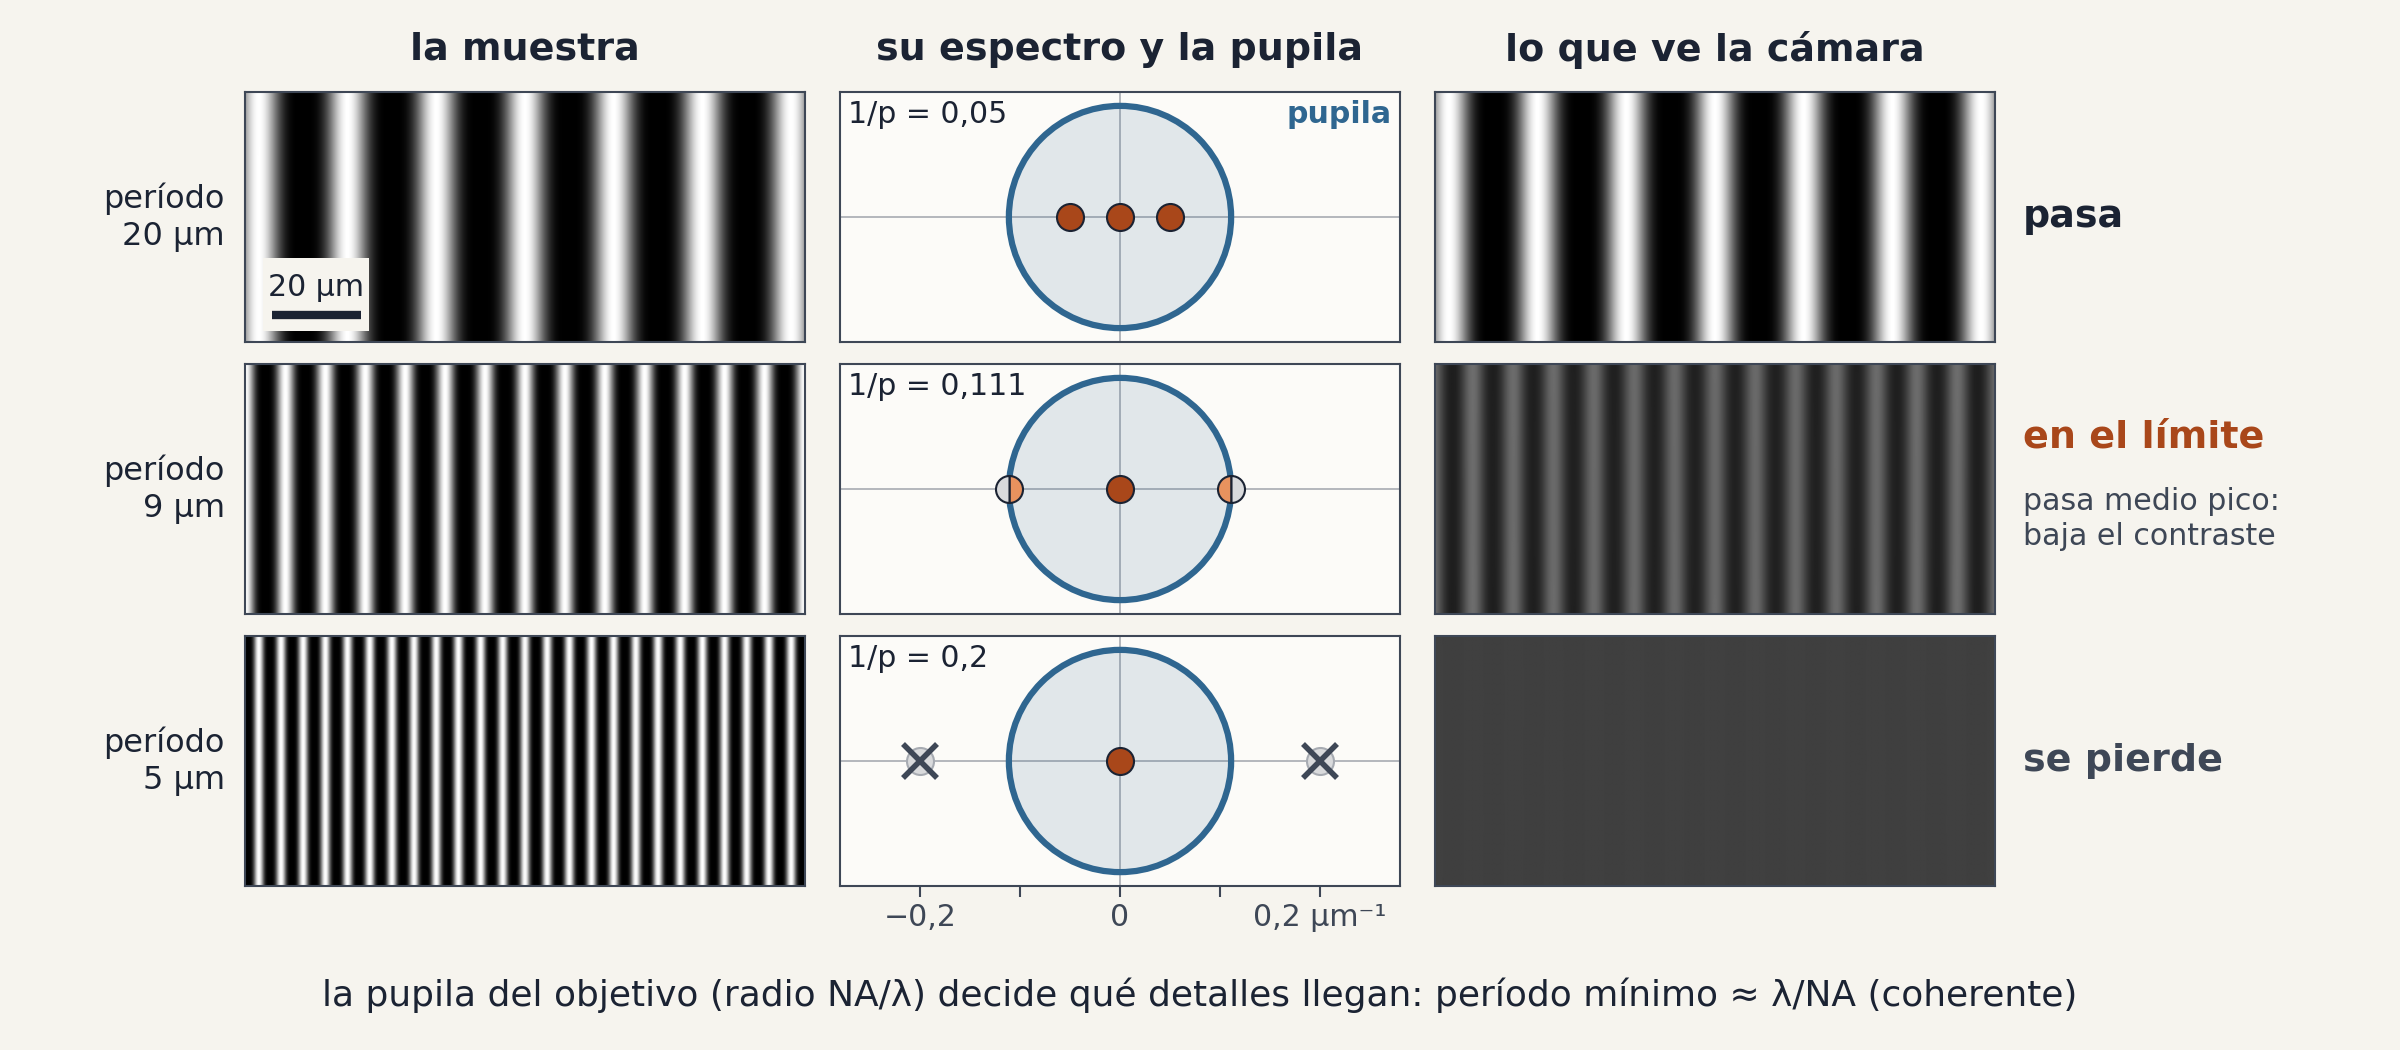 la muestra
su espectro y la pupila
lo que ve la cámara
período
20 µm
20 µm
1/p = 0,05
pupila
pasa
período
9 µm
1/p = 0,111
en el límite
pasa medio pico:
baja el contraste
período
5 µm
1/p = 0,2
se pierde
−0,2
0
0,2 µm⁻¹
la pupila del objetivo (radio NA/λ) decide qué detalles llegan: período mínimo ≈ λ/NA (coherente)